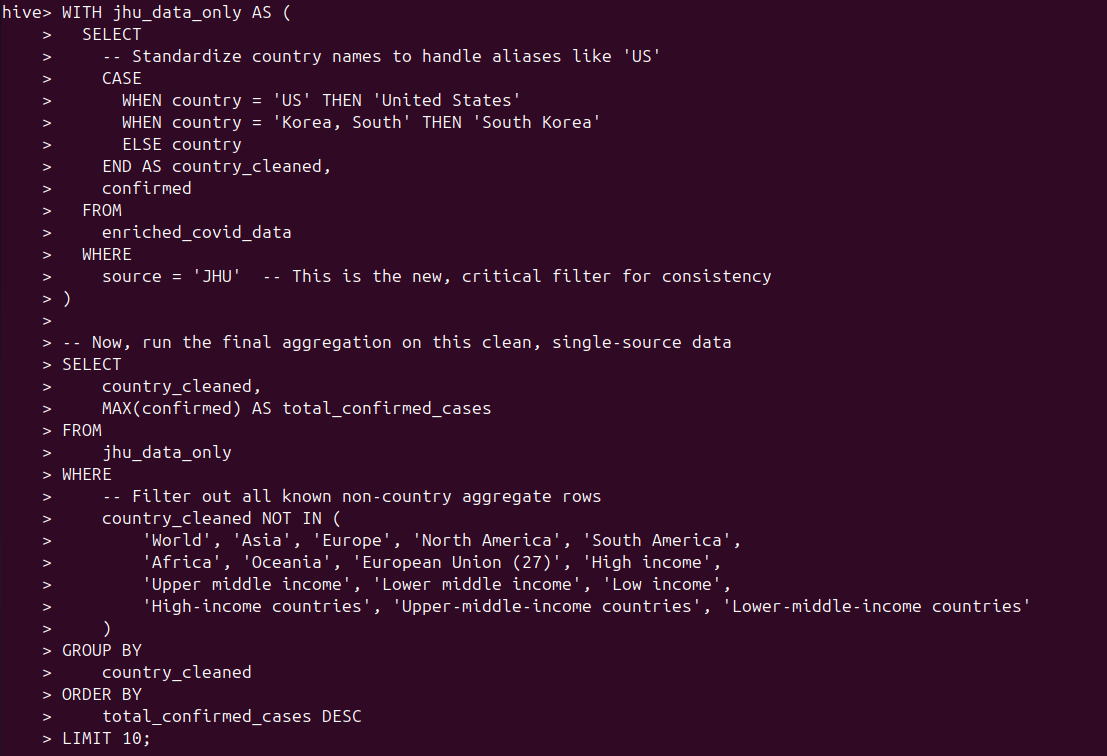 hive> WITH jhu_data_only AS (
    >   SELECT
    >     -- Standardize country names to handle aliases like 'US'
    >     CASE
    >       WHEN country = 'US' THEN 'United States'
    >       WHEN country = 'Korea, South' THEN 'South Korea'
    >       ELSE country
    >     END AS country_cleaned,
    >     confirmed
    >   FROM
    >     enriched_covid_data
    >   WHERE
    >     source = 'JHU'  -- This is the new, critical filter for consistency
    > )
    >
    > -- Now, run the final aggregation on this clean, single-source data
    > SELECT
    >     country_cleaned,
    >     MAX(confirmed) AS total_confirmed_cases
    > FROM
    >     jhu_data_only
    > WHERE
    >     -- Filter out all known non-country aggregate rows
    >     country_cleaned NOT IN (
    >         'World', 'Asia', 'Europe', 'North America', 'South America',
    >         'Africa', 'Oceania', 'European Union (27)', 'High income',
    >         'Upper middle income', 'Lower middle income', 'Low income',
    >         'High-income countries', 'Upper-middle-income countries', 'Lower-middle-income countries'
    >     )
    > GROUP BY
    >     country_cleaned
    > ORDER BY
    >     total_confirmed_cases DESC
    > LIMIT 10;